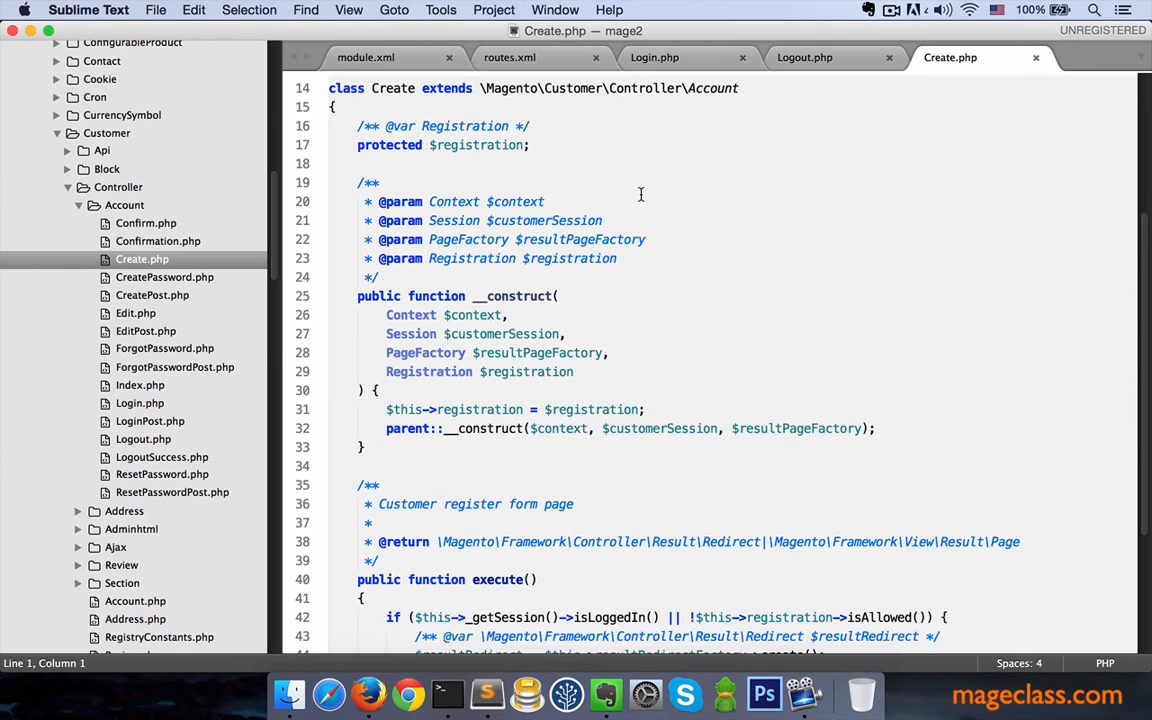 Sublime Text File Edit Selection Find View Goto Tools Project Window Help 100%
Create.php — mage2 UNREGISTERED
module.xml × routes.xml × Login.php × Logout.php × Create.php ×
ConfigurableProduct
Contact
Cookie
Cron
CurrencySymbol
Customer
Api
Block
Controller
Account
Confirm.php
Confirmation.php
Create.php
CreatePassword.php
CreatePost.php
Edit.php
EditPost.php
ForgotPassword.php
ForgotPasswordPost.php
Index.php
Login.php
LoginPost.php
Logout.php
LogoutSuccess.php
ResetPassword.php
ResetPasswordPost.php
Address
Adminhtml
Ajax
Review
Section
Account.php
Address.php
RegistryConstants.php
14 class Create extends \Magento\Customer\Controller\Account
15 {
16 /** @var Registration */
17 protected $registration;
18
19 /**
20 * @param Context $context
21 * @param Session $customerSession
22 * @param PageFactory $resultPageFactory
23 * @param Registration $registration
24 */
25 public function __construct(
26 Context $context,
27 Session $customerSession,
28 PageFactory $resultPageFactory,
29 Registration $registration
30 ) {
31 $this->registration = $registration;
32 parent::__construct($context, $customerSession, $resultPageFactory);
33 }
34
35 /**
36 * Customer register form page
37 *
38 * @return \Magento\Framework\Controller\Result\Redirect|\Magento\Framework\View\Result\Page
39 */
40 public function execute()
41 {
42 if ($this->_getSession()->isLoggedIn() || !$this->registration->isAllowed()) {
43 /** @var \Magento\Framework\Controller\Result\Redirect $resultRedirect */
Line 1, Column 1 Spaces: 4 PHP
mageclass.com